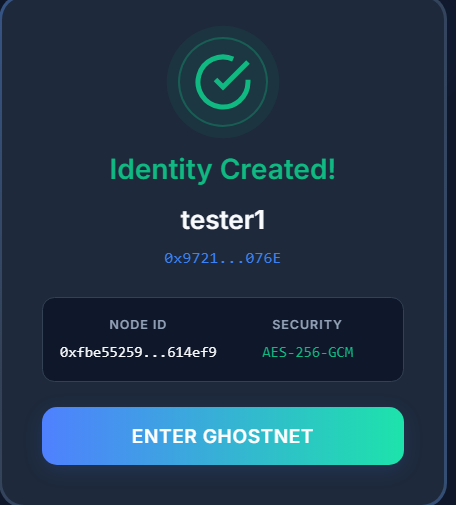 Identity Created!
tester1
0x9721...076E
NODE ID
SECURITY
0xfbe55259...614ef9
AES-256-GCM
ENTER GHOSTNET